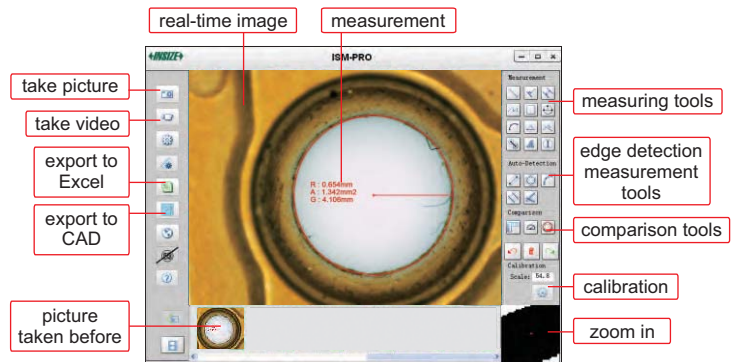 real-time image
measurement
INSIZE
ISM-PRO
take picture
take video
export to
Excel
export to
CAD
picture
taken before
R : 0.654mm
A : 1.342mm2
G : 4.106mm
Measurement
Auto-Detection
Comparison
Calibration
Scale: 54.8
measuring tools
edge detection
measurement
tools
comparison tools
calibration
zoom in